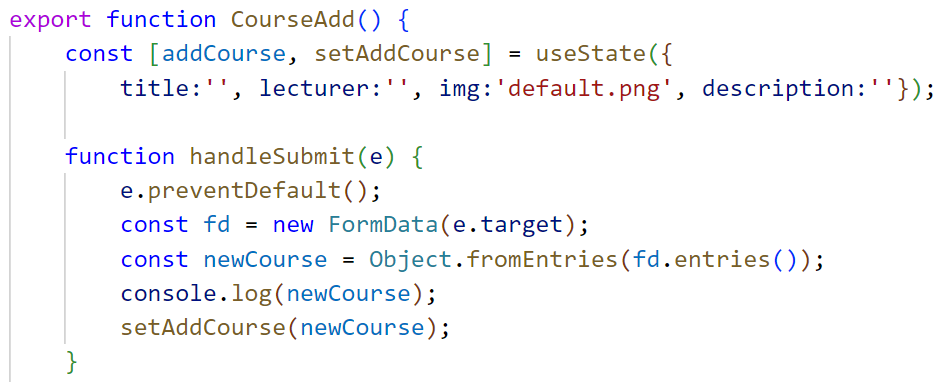 export function CourseAdd() {
    const [addCourse, setAddCourse] = useState({
        title:'', lecturer:'', img:'default.png', description:''});

    function handleSubmit(e) {
        e.preventDefault();
        const fd = new FormData(e.target);
        const newCourse = Object.fromEntries(fd.entries());
        console.log(newCourse);
        setAddCourse(newCourse);
    }